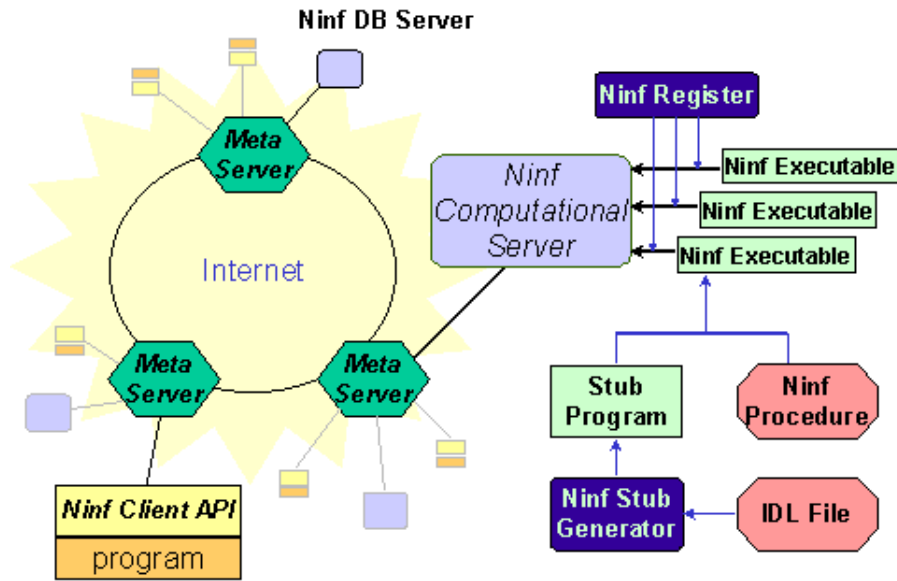 Ninf DB Server
Ninf Register
Meta
Server
Ninf
Computational
Server
Ninf Executable
Ninf Executable
Ninf Executable
Internet
Meta
Server
Meta
Server
Stub
Program
Ninf
Procedure
Ninf Client API
program
Ninf Stub
Generator
IDL File